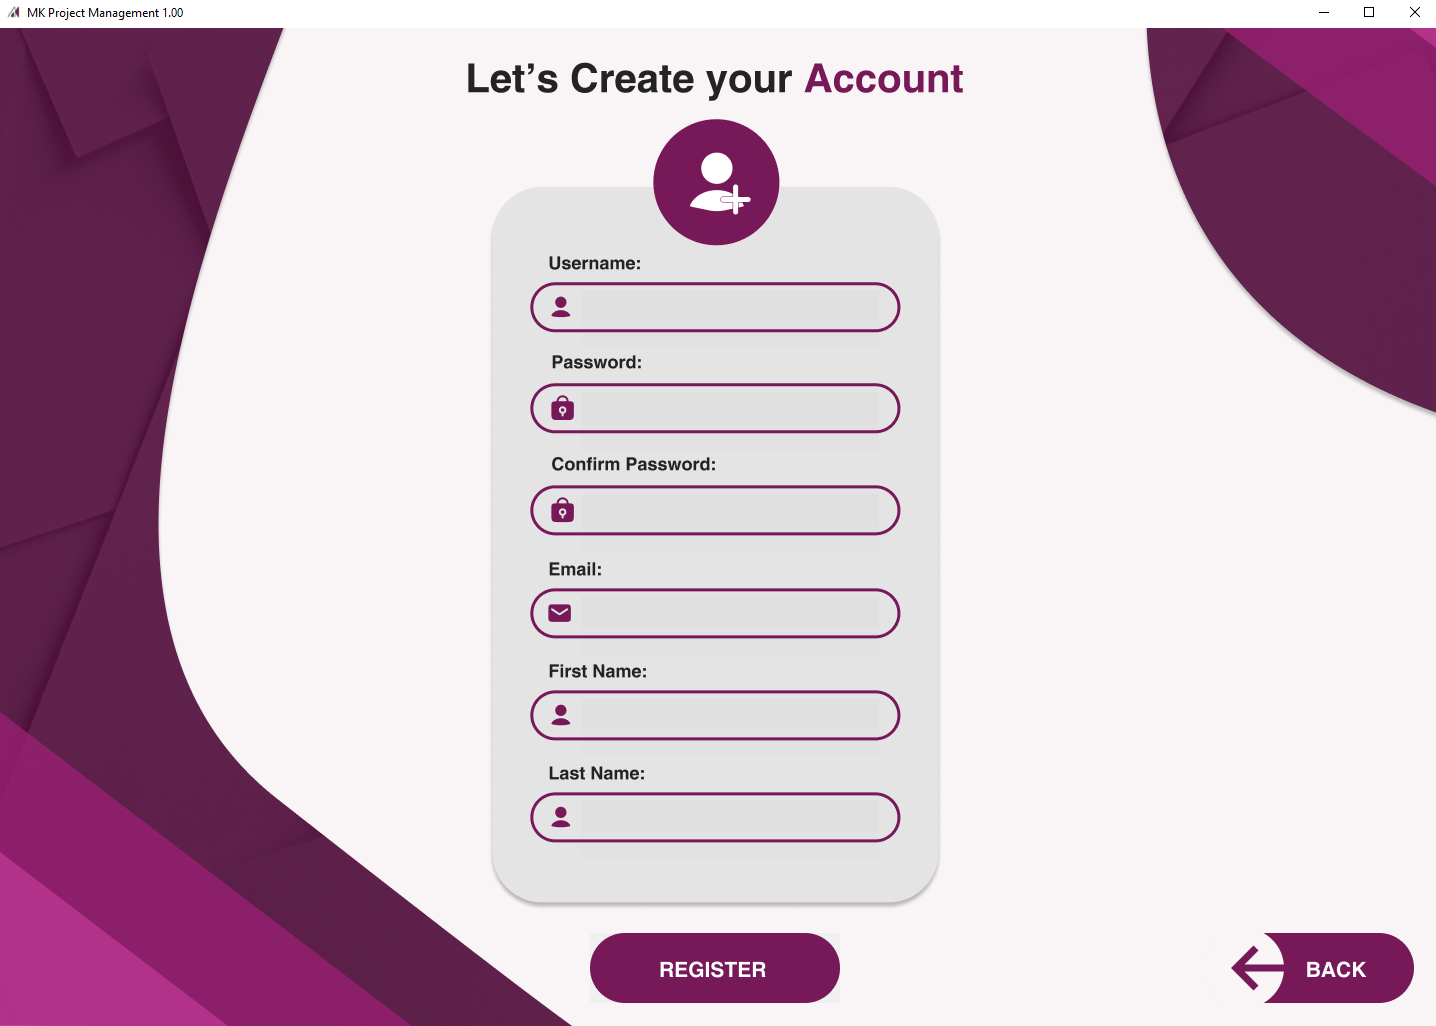 MK Project Management 1.00
Let’s Create your Account
Username:
Password:
Confirm Password:
Email:
First Name:
Last Name:
REGISTER
BACK